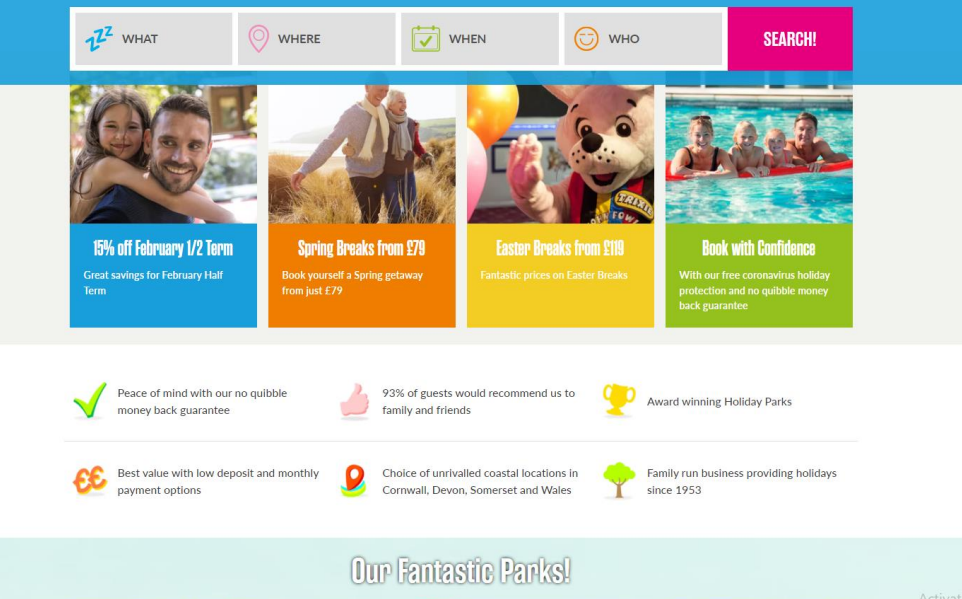 WHAT
WHERE
WHEN
WHO
SEARCH!
TRIXIE
15% off February 1/2 Term
Great savings for February Half
Term
Spring Breaks from £79
Book yourself a Spring getaway
from just £79
Easter Breaks from £119
Fantastic prices on Easter Breaks
Book with Confidence
With our free coronavirus holiday
protection and no quibble money
back guarantee
Peace of mind with our no quibble
money back guarantee
93% of guests would recommend us to
family and friends
Award winning Holiday Parks
Best value with low deposit and monthly
payment options
Choice of unrivalled coastal locations in
Cornwall, Devon, Somerset and Wales
Family run business providing holidays
since 1953
Our Fantastic Parks!
Activat